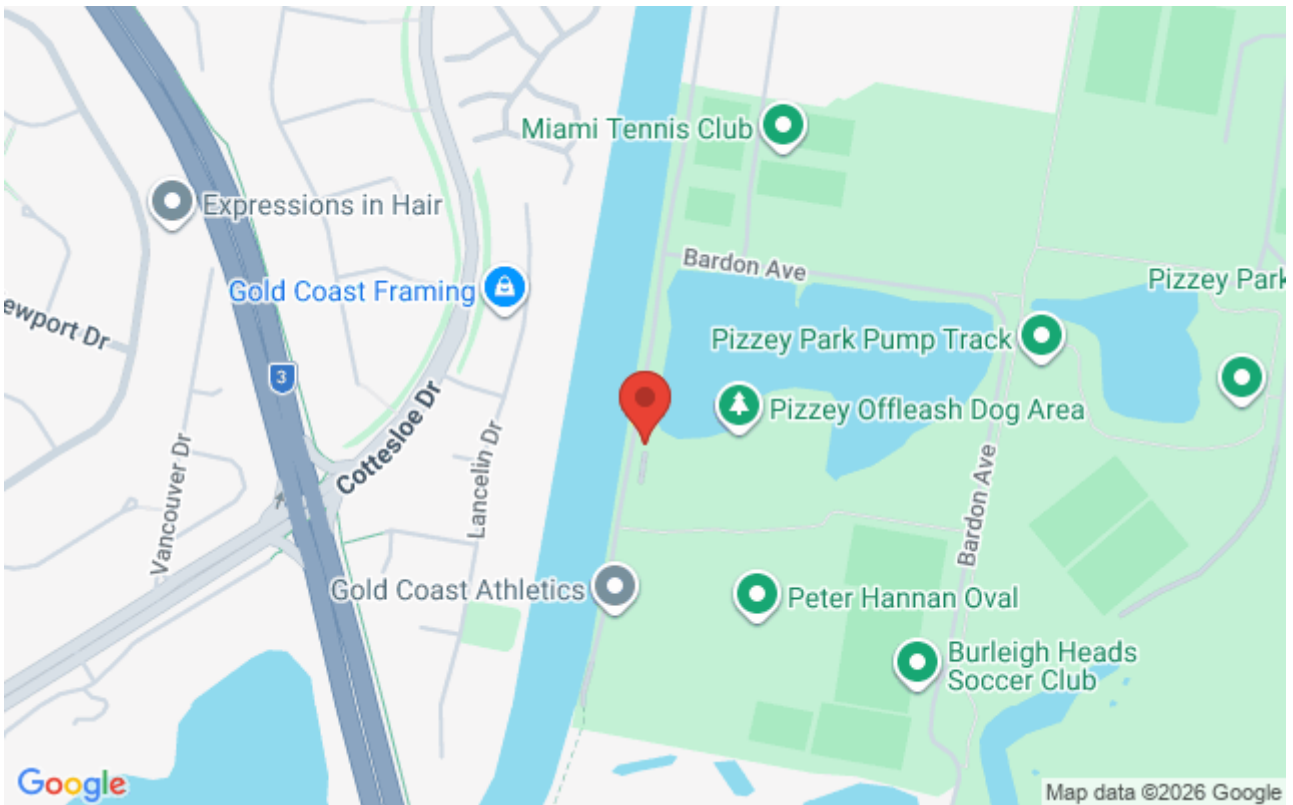 Miami Tennis Club
Expressions in Hair
Bardon Ave
Pizzey Park
Gold Coast Framing
ewport Dr
Pizzey Park Pump Track
3
Cottesloe Dr
Pizzey Offleash Dog Area
Vancouver Dr
Lancelin Dr
Bardon Ave
Gold Coast Athletics
Peter Hannan Oval
Burleigh Heads
Soccer Club
Google
Map data ©2026 Google